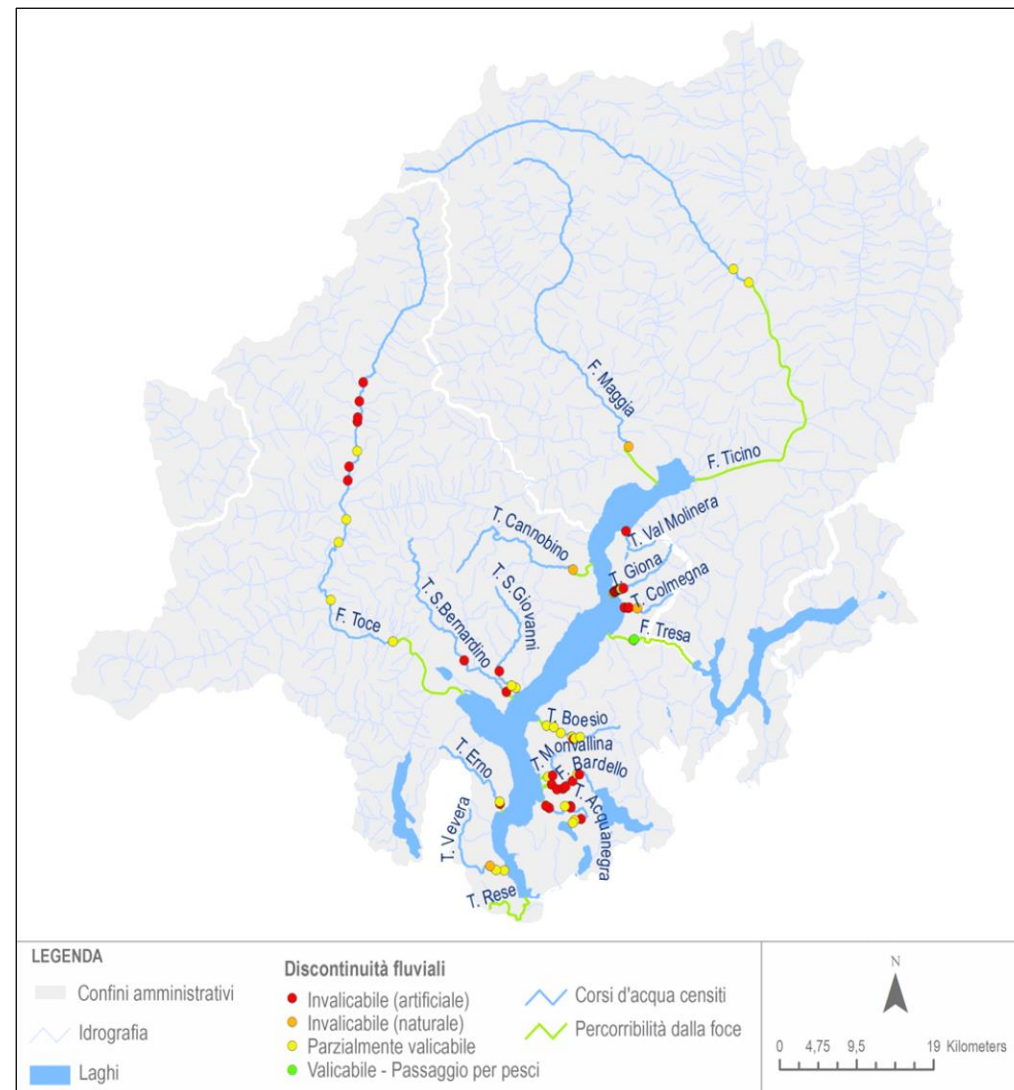 F. Maggia
F. Ticino
T. Val Molinera
T. Cannobino
T. Giona
T. Colmegna
T. S.Giovanni
T. S.Bernardino
F. Tresa
F. Toce
T. Boesio
T. Monvallina
F. Bardello
T. Erno
T. Acquanegra
T. Vevera
T. Rese
LEGENDA
Confini amministrativi
Idrografia
Laghi
Discontinuità fluviali
Invalicabile (artificiale)
Invalicabile (naturale)
Parzialmente valicabile
Valicabile - Passaggio per pesci
Corsi d'acqua censiti
Percorribilità dalla foce
N
0 4,75 9,5 19 Kilometers